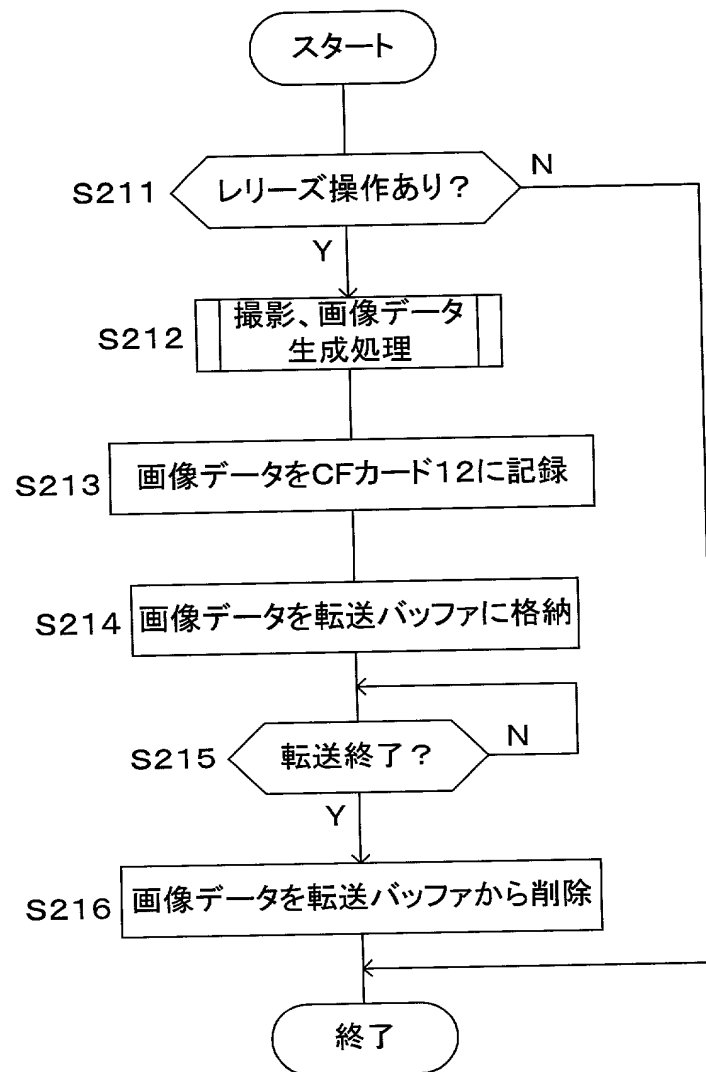 スタート
S211
レリーズ操作あり？
N
Y
S212
撮影、画像データ
生成処理
S213
画像データをCFカード12に記録
S214
画像データを転送バッファに格納
S215
転送終了？
N
Y
S216
画像データを転送バッファから削除
終了